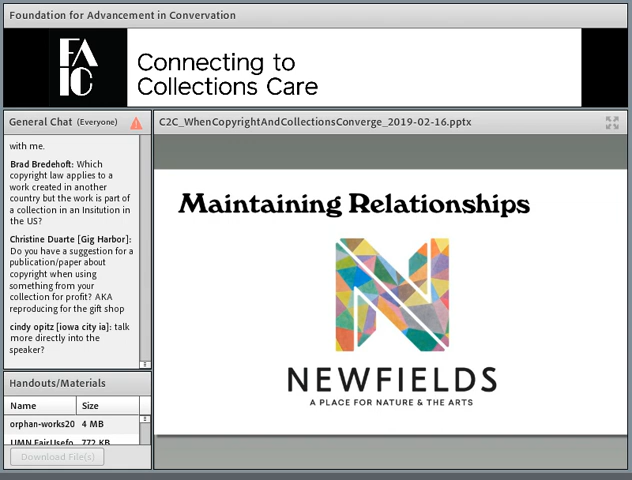 Foundation for Advancement in Convervation
FA
IC
Connecting to
Collections Care
General Chat (Everyone)
with me.
Brad Bredehoft: Which
copyright law applies to a
work created in another
country but the work is part of
a collection in an Insitution in
the US?
Christine Duarte [Gig Harbor]:
Do you have a suggestion for a
publication/paper about
copyright when using
something from your
collection for profit? AKA
reproducing for the gift shop
cindy opitz [iowa city ia]: talk
more directly into the
speaker?
Handouts/Materials
Name Size
orphan-works20 4 MB
UMN FairUsefo 772 KB
Download File(s)
C2C_WhenCopyrightAndCollectionsConverge_2019-02-16.pptx
Maintaining Relationships
N
NEWFIELDS
A PLACE FOR NATURE & THE ARTS